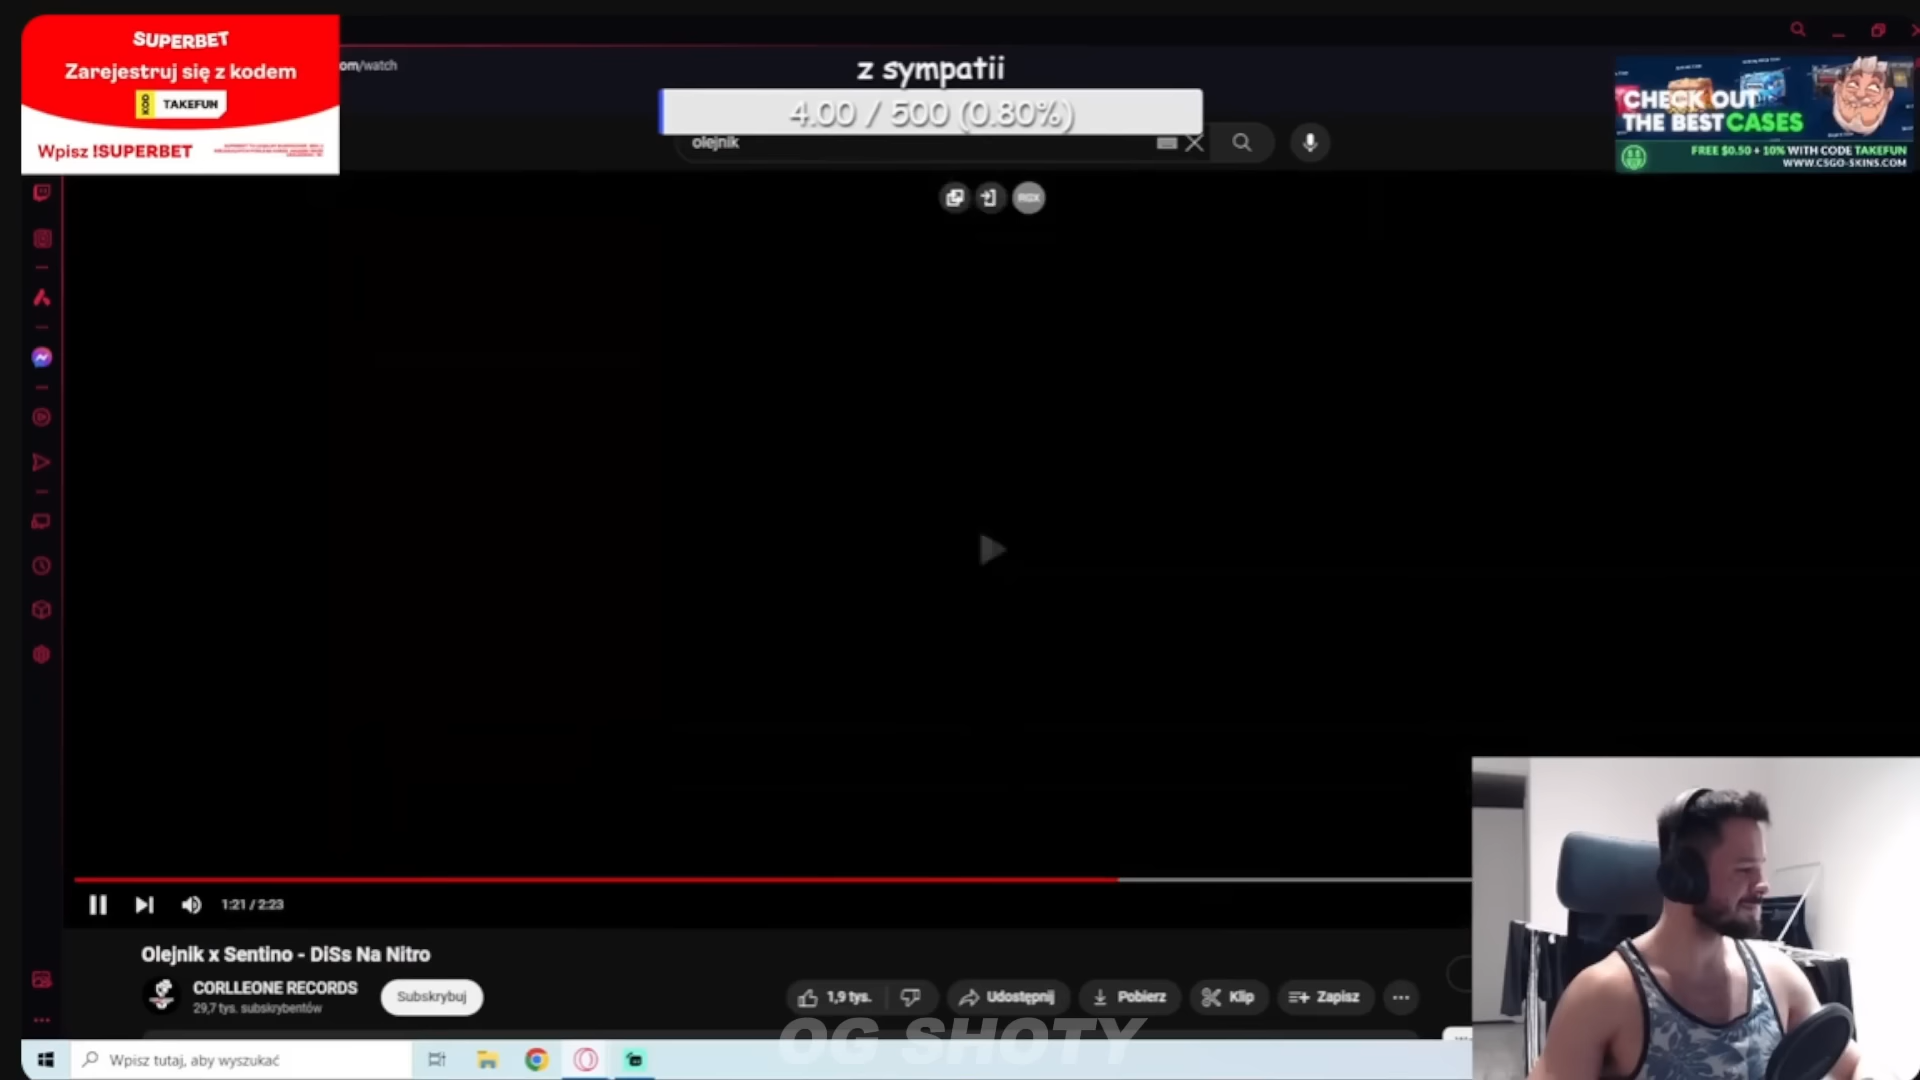 SUPERBET
Zarejestruj się z kodem
KOD TAKEFUN
Wpisz !SUPERBET
om/watch
z sympatii
4.00 / 500 (0.80%)
olejnik
CHECK OUT
THE BEST CASES
FREE $0.50 + 10% WITH CODE TAKEFUN
WWW.CSGO-SKINS.COM
1:21 / 2:23
Olejnik x Sentino - DiSs Na Nitro
CORLLEONE RECORDS
29,7 tys. subskrybentów
Subskrybuj
1,9 tys.
Udostępnij
Pobierz
Klip
Zapisz
OG SHOTY
Wpisz tutaj, aby wyszukać